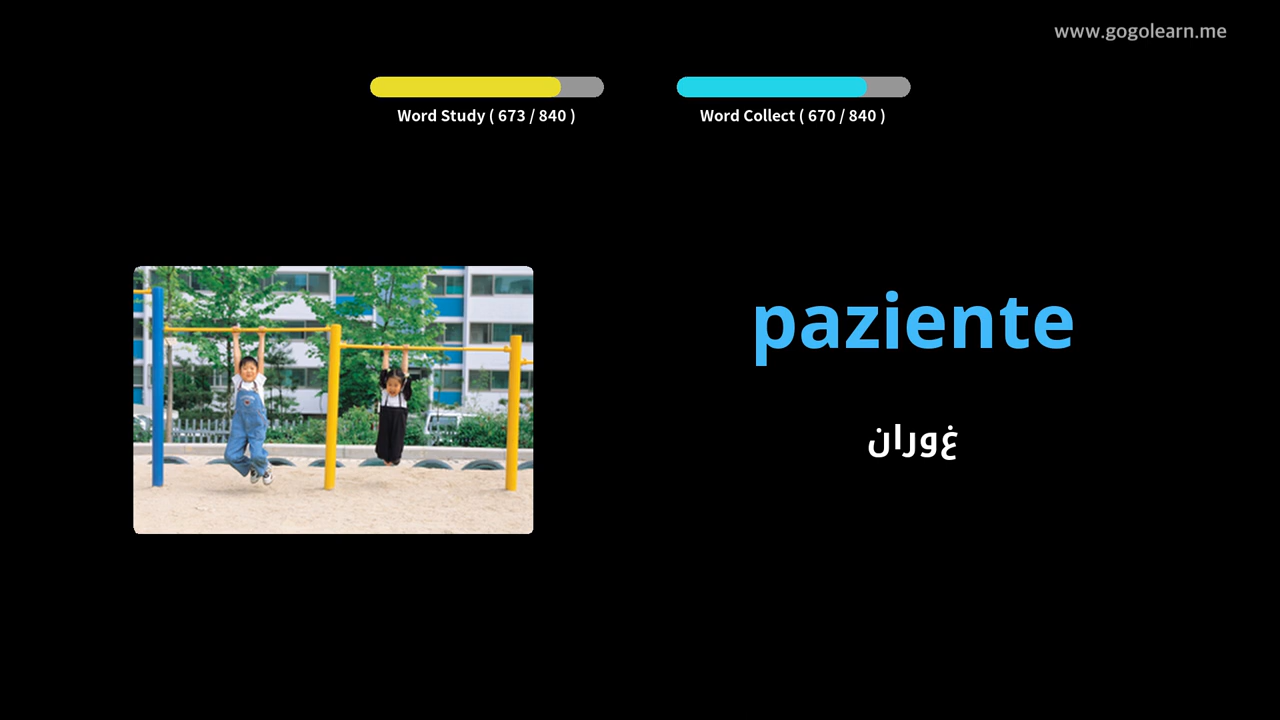 www.gogolearn.me
Word Study ( 673 / 840 )
Word Collect ( 670 / 840 )
paziente
غوران